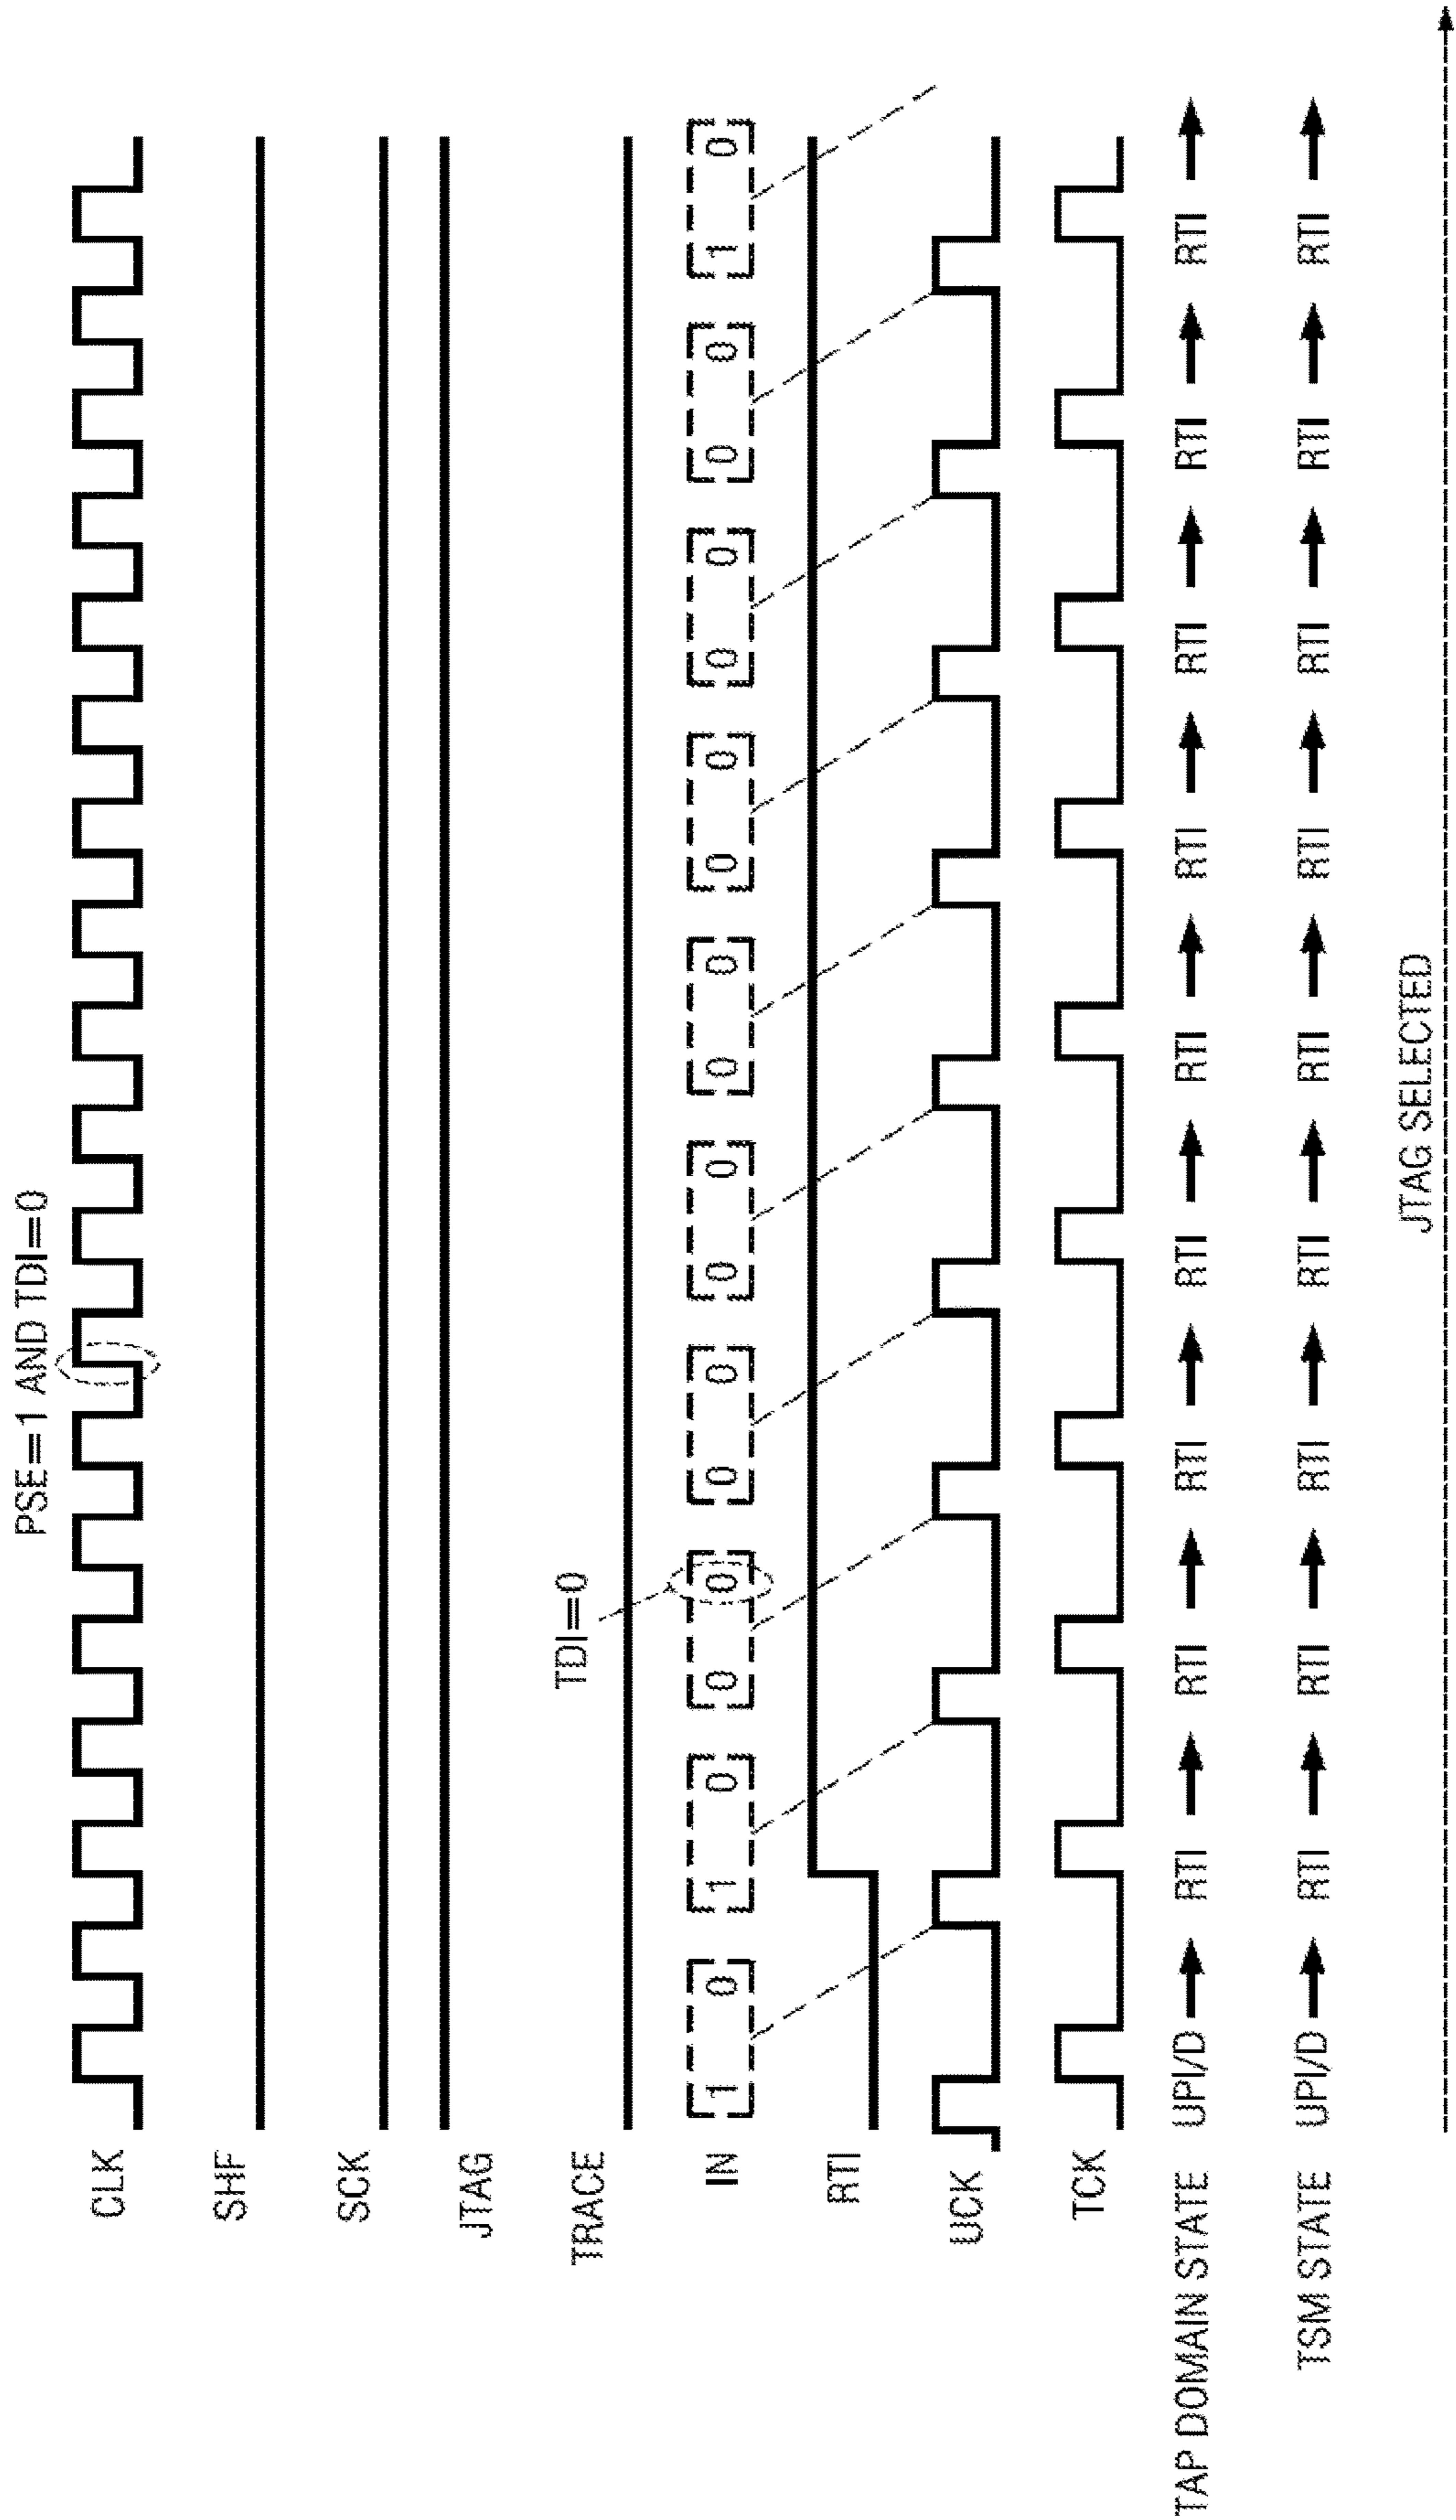 PSE=1 AND TDI=0
CLK
SHF
SCK
JTAG
TDI=0
TRACE
IN 1 0 1 0 0 0 0 0 0 0 0 0 0 0 0 0 0 0 1 0
RTI
UCK
TCK
TAP DOMAIN STATE UPI/D RTI RTI RTI RTI RTI RTI RTI RTI RTI
TSM STATE UPI/D RTI RTI RTI RTI RTI RTI RTI RTI RTI
JTAG SELECTED